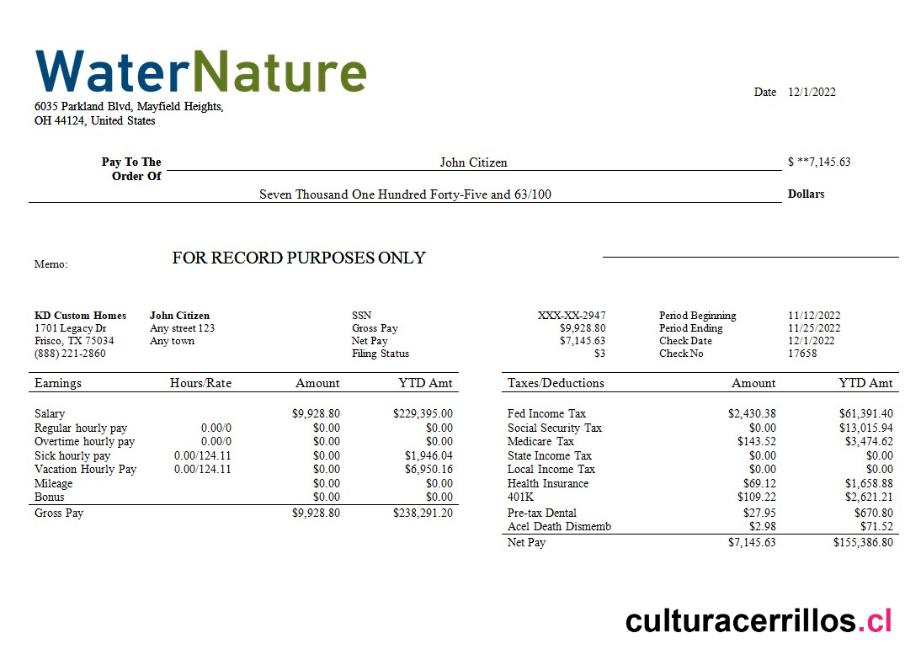 WaterNature
6035 Parkland Blvd, Mayfield Heights,
OH 44124, United States
Date 12/1/2022
Pay To The Order Of John Citizen $ **7,145.63
Seven Thousand One Hundred Forty-Five and 63/100 Dollars
Memo: FOR RECORD PURPOSES ONLY
KD Custom Homes John Citizen SSN XXX-XX-2947 Period Beginning 11/12/2022
1701 Legacy Dr Any street 123 Gross Pay $9,928.80 Period Ending 11/25/2022
Frisco, TX 75034 Any town Net Pay $7,145.63 Check Date 12/1/2022
(888) 221-2860 Filing Status $3 Check No 17658
Earnings Hours/Rate Amount YTD Amt Taxes/Deductions Amount YTD Amt
Salary $9,928.80 $229,395.00 Fed Income Tax $2,430.38 $61,391.40
Regular hourly pay 0.00/0 $0.00 $0.00 Social Security Tax $0.00 $13,015.94
Overtime hourly pay 0.00/0 $0.00 $0.00 Medicare Tax $143.52 $3,474.62
Sick hourly pay 0.00/124.11 $0.00 $1,946.04 State Income Tax $0.00 $0.00
Vacation Hourly Pay 0.00/124.11 $0.00 $6,950.16 Local Income Tax $0.00 $0.00
Mileage $0.00 $0.00 Health Insurance $69.12 $1,658.88
Bonus $0.00 $0.00 401K $109.22 $2,621.21
Gross Pay $9,928.80 $238,291.20 Pre-tax Dental $27.95 $670.80
Acel Death Dismemb $2.98 $71.52
Net Pay $7,145.63 $155,386.80
culturacerrillos.cl